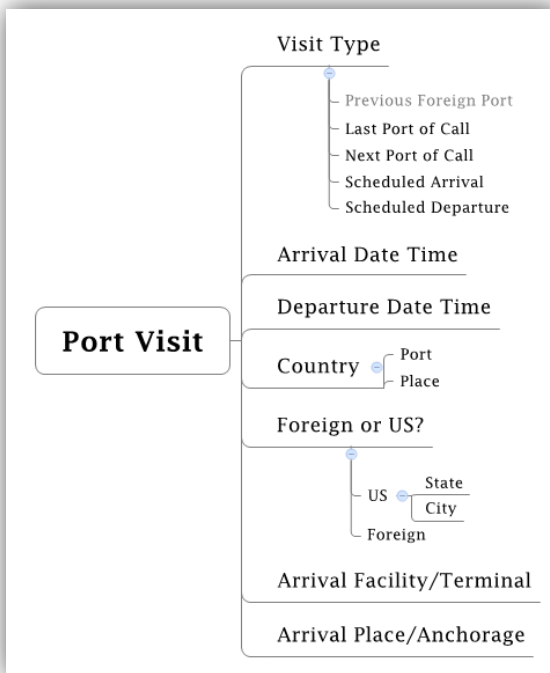 Visit Type
Previous Foreign Port
Last Port of Call
Next Port of Call
Scheduled Arrival
Scheduled Departure
Arrival Date Time
Departure Date Time
Port Visit
Country
Port
Place
Foreign or US?
US
State
City
Foreign
Arrival Facility/Terminal
Arrival Place/Anchorage